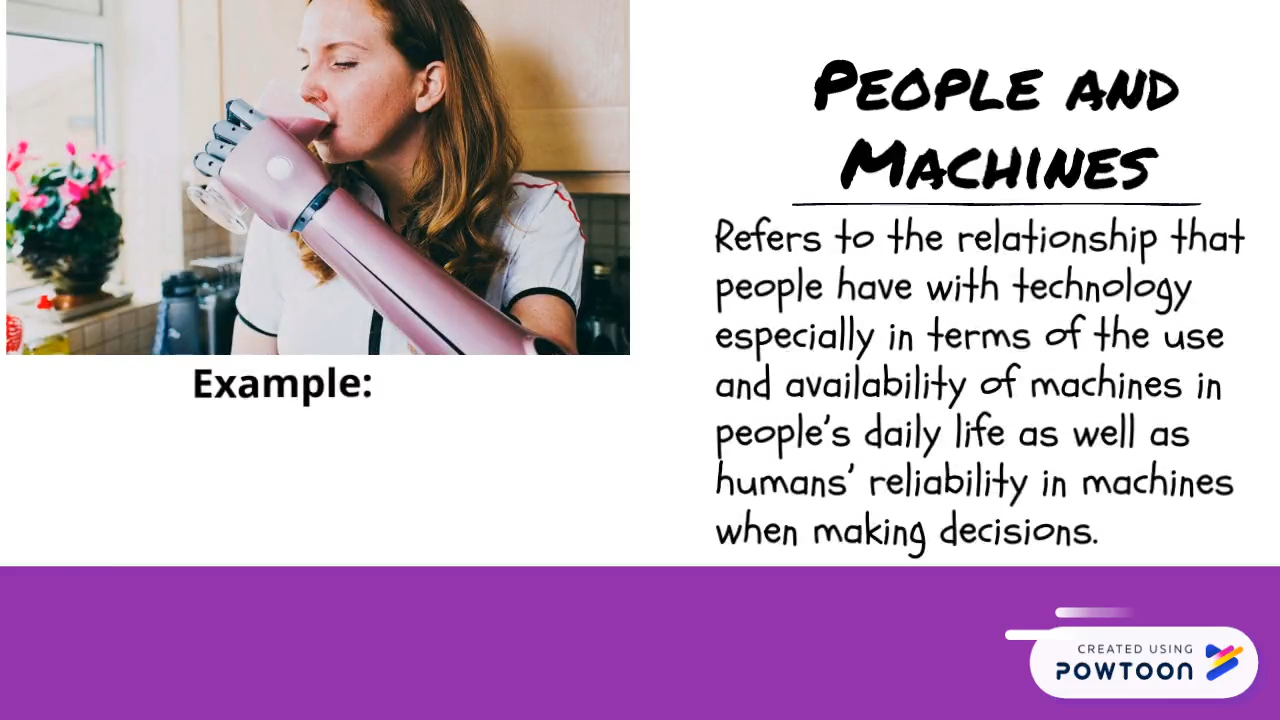 People and
Machines
Refers to the relationship that
people have with technology
especially in terms of the use
and availability of machines in
people's daily life as well as
humans' reliability in machines
when making decisions.
Example:
CREATED USING
POWTOON